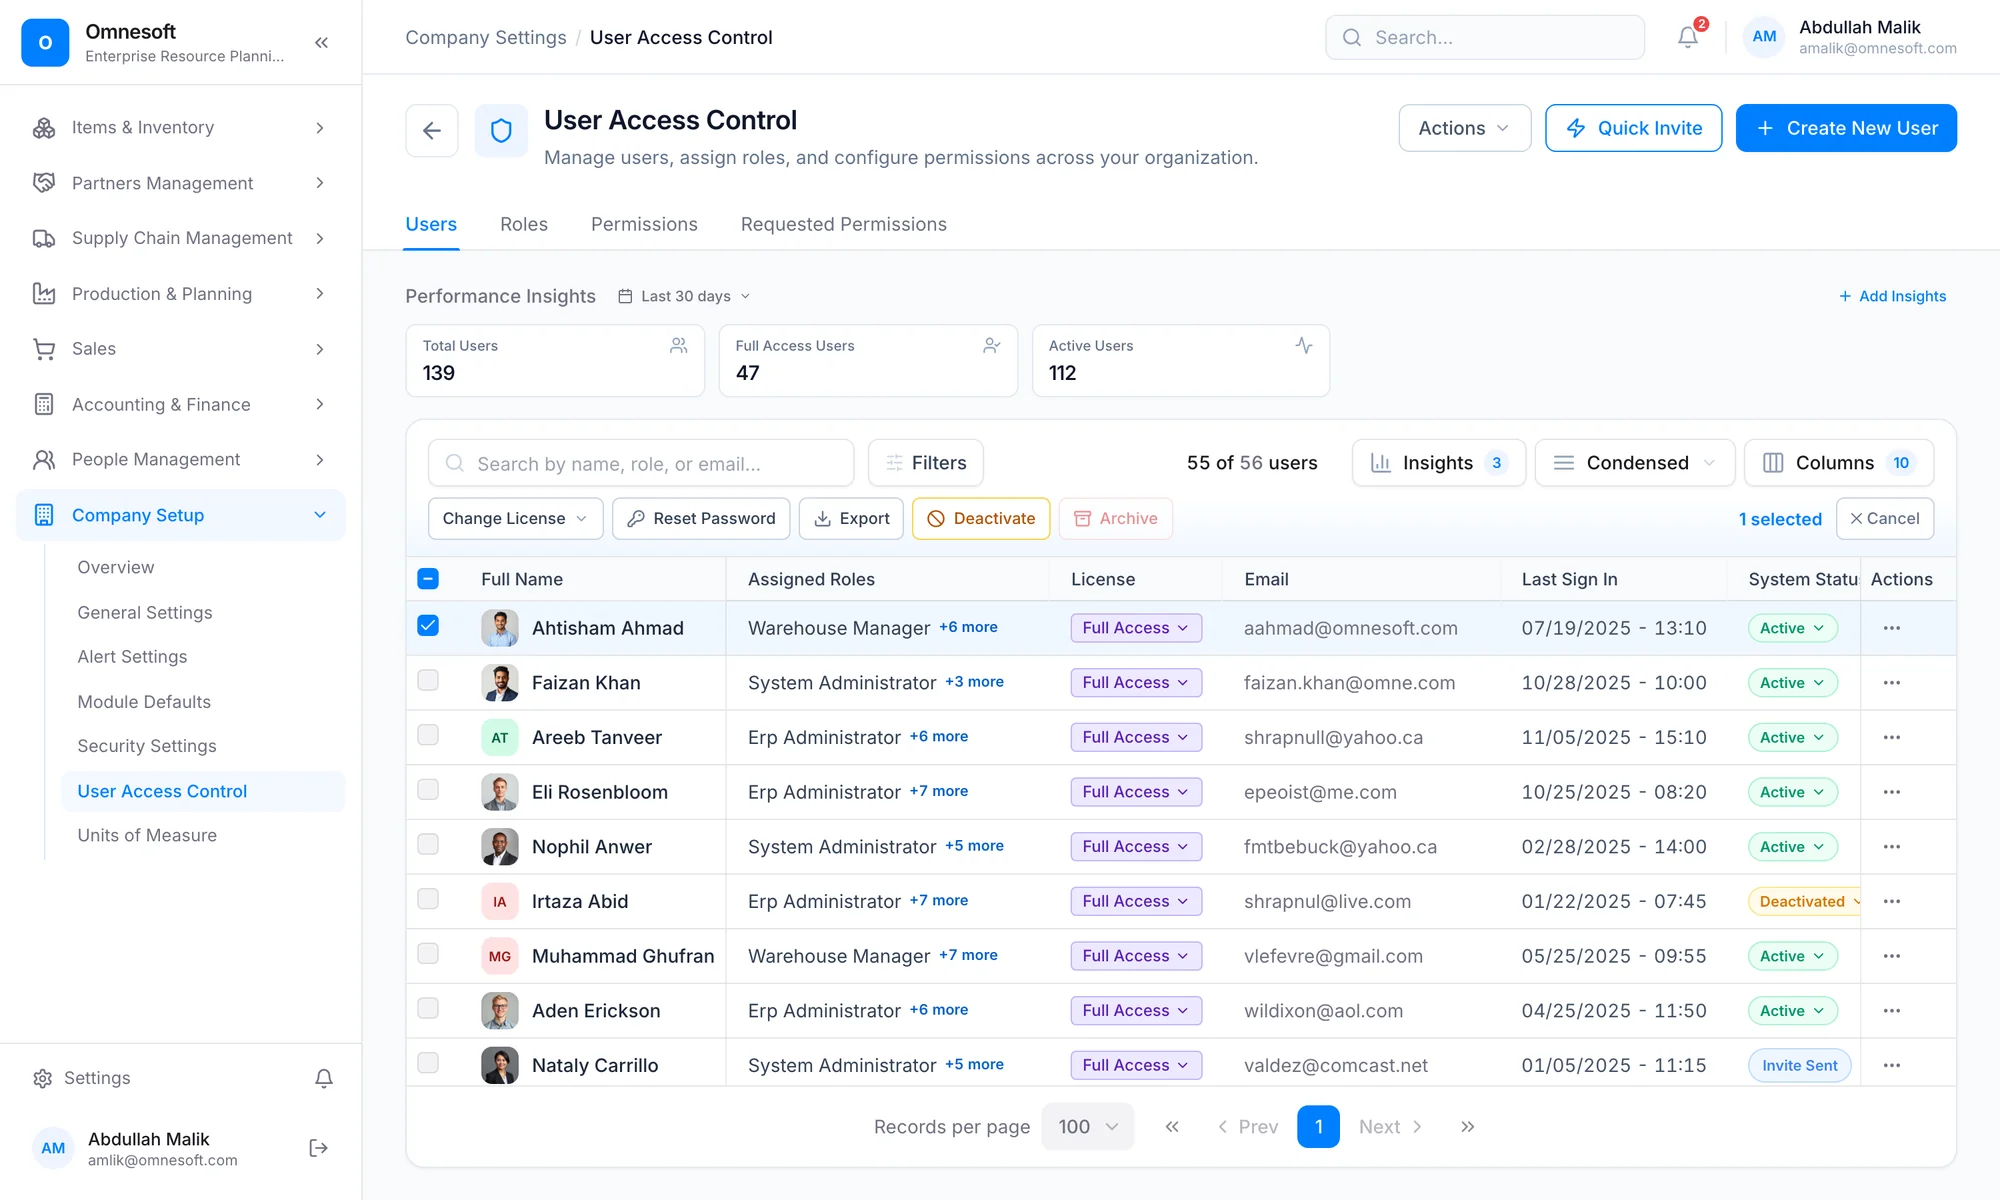 O
Omnesoft
Enterprise Resource Planni...
Items & Inventory
Partners Management
Supply Chain Management
Production & Planning
Sales
Accounting & Finance
People Management
Company Setup
Overview
General Settings
Alert Settings
Module Defaults
Security Settings
User Access Control
Units of Measure
Settings
AM
Abdullah Malik
amlik@omnesoft.com
Company Settings / User Access Control
Search...
2
AM
Abdullah Malik
amalik@omnesoft.com
User Access Control
Manage users, assign roles, and configure permissions across your organization.
Actions
Quick Invite
+ Create New User
Users Roles Permissions Requested Permissions
Performance Insights Last 30 days
+ Add Insights
Total Users
139
Full Access Users
47
Active Users
112
Search by name, role, or email...
Filters
55 of 56 users
Insights 3
Condensed
Columns 10
Change License
Reset Password
Export
Deactivate
Archive
1 selected
Cancel
Full Name Assigned Roles License Email Last Sign In System Statu Actions
Ahtisham Ahmad Warehouse Manager +6 more Full Access aahmad@omnesoft.com 07/19/2025 - 13:10 Active
Faizan Khan System Administrator +3 more Full Access faizan.khan@omne.com 10/28/2025 - 10:00 Active
AT Areeb Tanveer Erp Administrator +6 more Full Access shrapnull@yahoo.ca 11/05/2025 - 15:10 Active
Eli Rosenbloom Erp Administrator +7 more Full Access epeoist@me.com 10/25/2025 - 08:20 Active
Nophil Anwer System Administrator +5 more Full Access fmtbebuck@yahoo.ca 02/28/2025 - 14:00 Active
IA Irtaza Abid Erp Administrator +7 more Full Access shrapnul@live.com 01/22/2025 - 07:45 Deactivated
MG Muhammad Ghufran Warehouse Manager +7 more Full Access vlefevre@gmail.com 05/25/2025 - 09:55 Active
Aden Erickson Erp Administrator +6 more Full Access wildixon@aol.com 04/25/2025 - 11:50 Active
Nataly Carrillo System Administrator +5 more Full Access valdez@comcast.net 01/05/2025 - 11:15 Invite Sent
Records per page 100 Prev 1 Next